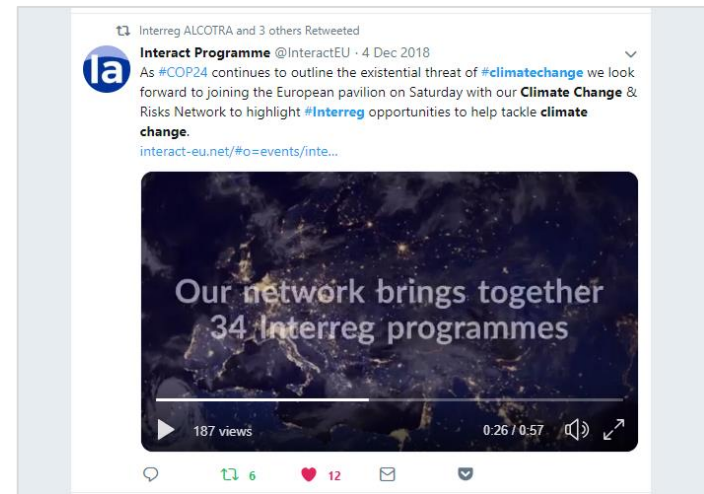 Interreg ALCOTRA and 3 others Retweeted
Interact Programme @InteractEU · 4 Dec 2018
Ia
As #COP24 continues to outline the existential threat of #climatechange we look
forward to joining the European pavilion on Saturday with our Climate Change &
Risks Network to highlight #Interreg opportunities to help tackle climate
change.
interact-eu.net/#o=events/inte...
Our network brings together
34 Interreg programmes
187 views
0:26 / 0:57
6
12